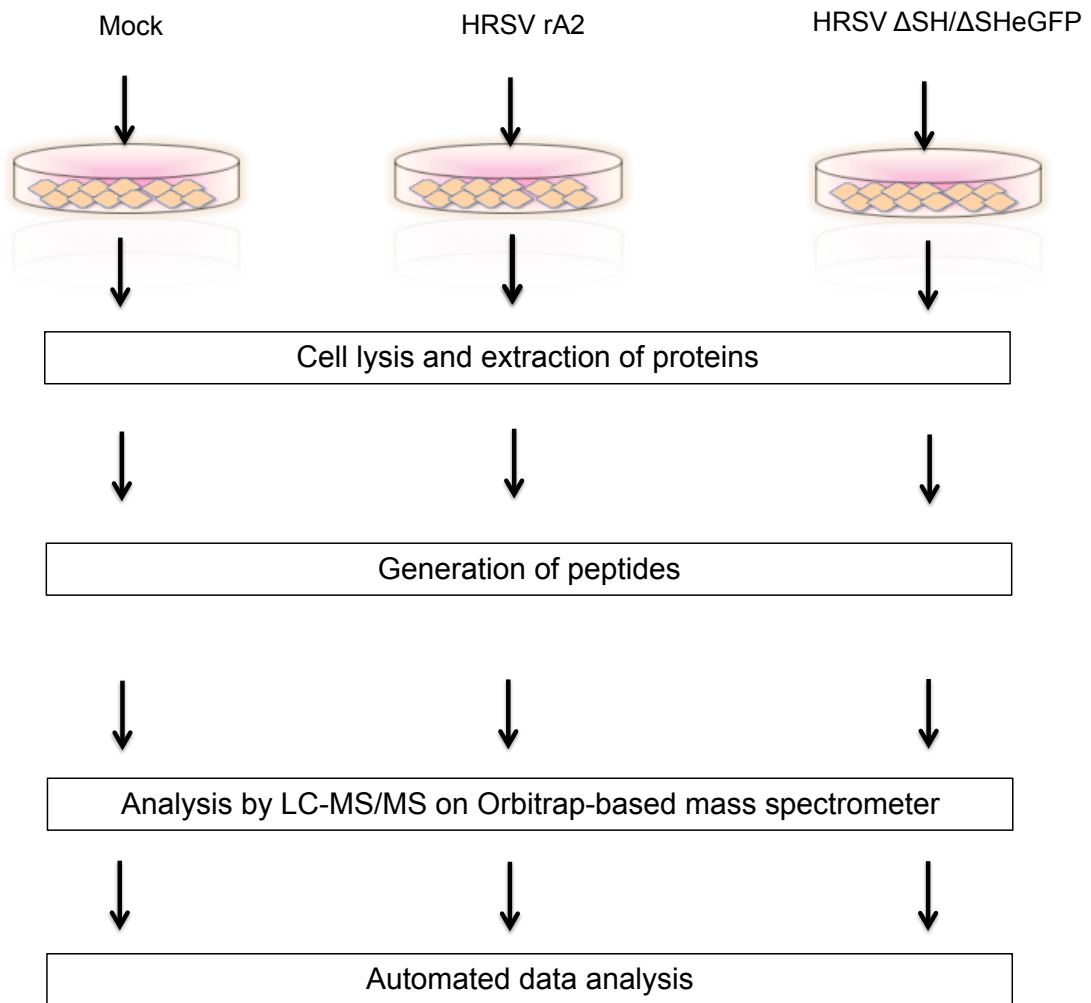 Mock
HRSV rA2
HRSV ΔSH/ΔSHeGFP
Cell lysis and extraction of proteins
Generation of peptides
Analysis by LC-MS/MS on Orbitrap-based mass spectrometer
Automated data analysis